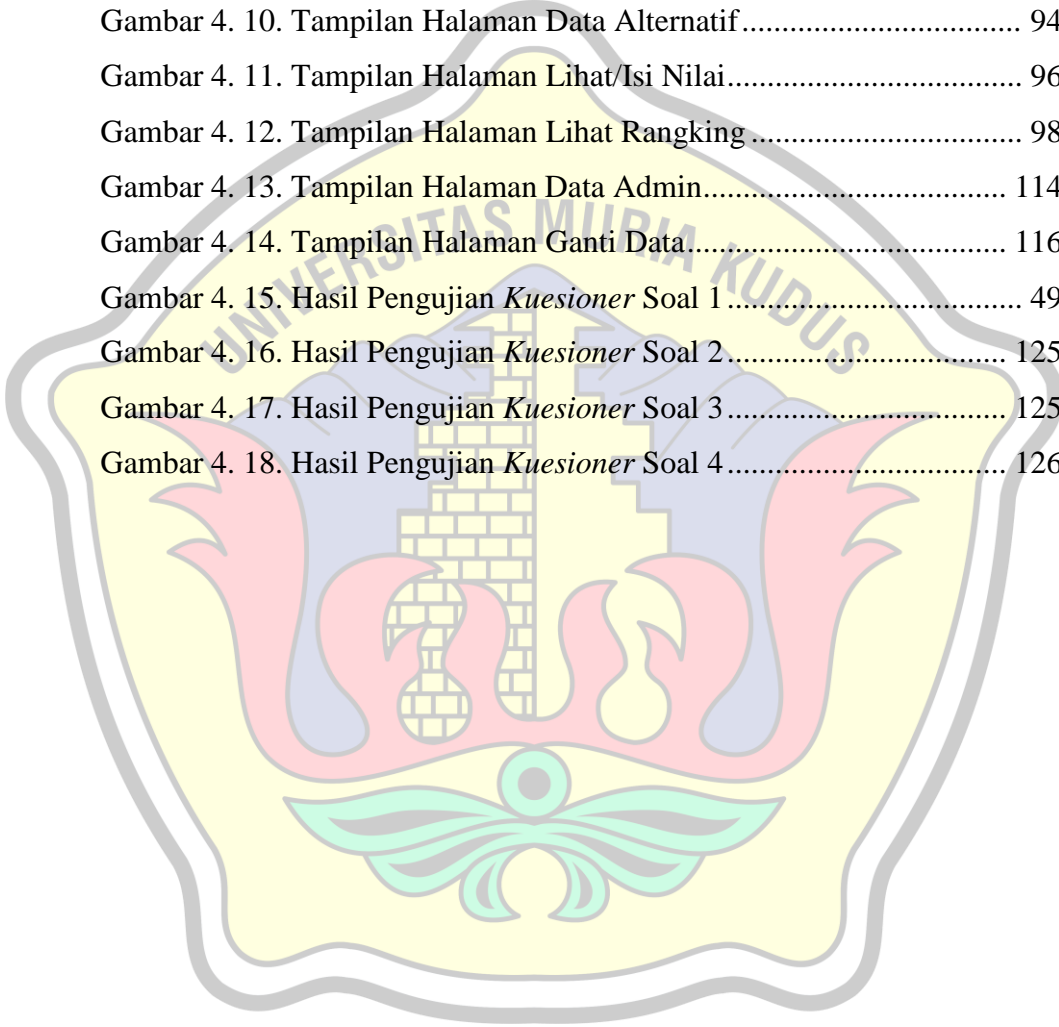 Gambar 4. 10. Tampilan Halaman Data Alternatif.............................. 94
Gambar 4. 11. Tampilan Halaman Lihat/Isi Nilai................................ 96
Gambar 4. 12. Tampilan Halaman Lihat Rangking............................. 98
Gambar 4. 13. Tampilan Halaman Data Admin................................. 114
Gambar 4. 14. Tampilan Halaman Ganti Data................................... 116
Gambar 4. 15. Hasil Pengujian Kuesioner Soal 1............................... 49
Gambar 4. 16. Hasil Pengujian Kuesioner Soal 2............................... 125
Gambar 4. 17. Hasil Pengujian Kuesioner Soal 3............................... 125
Gambar 4. 18. Hasil Pengujian Kuesioner Soal 4............................... 126
UNIVERSITAS MURIA KUDUS